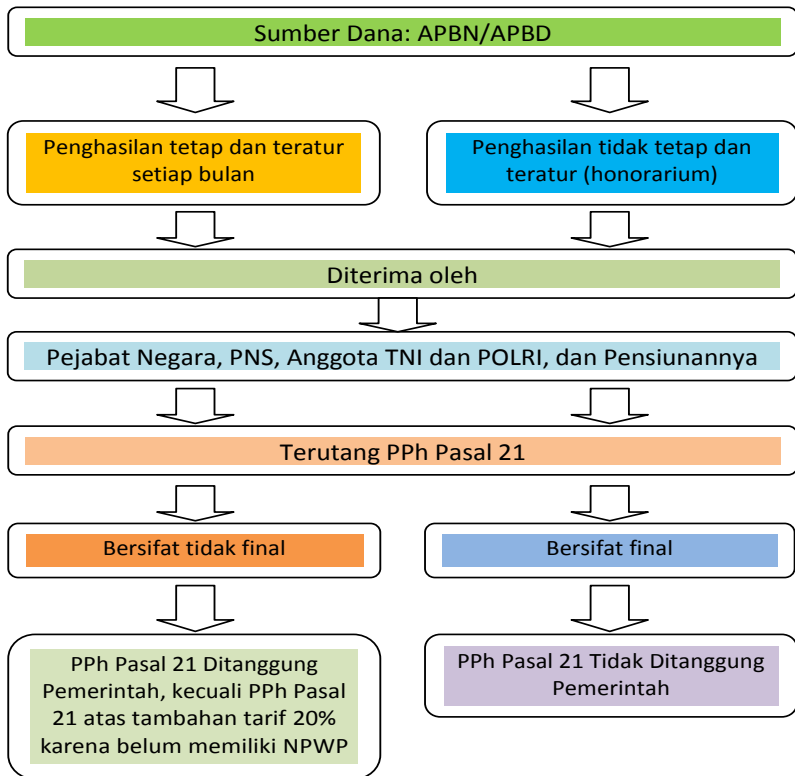 Sumber Dana: APBN/APBD
Penghasilan tetap dan teratur
setiap bulan
Penghasilan tidak tetap dan
teratur (honorarium)
Diterima oleh
Pejabat Negara, PNS, Anggota TNI dan POLRI, dan Pensiunannya
Terutang PPh Pasal 21
Bersifat tidak final
Bersifat final
PPh Pasal 21 Ditanggung
Pemerintah, kecuali PPh Pasal
21 atas tambahan tarif 20%
karena belum memiliki NPWP
PPh Pasal 21 Tidak Ditanggung
Pemerintah